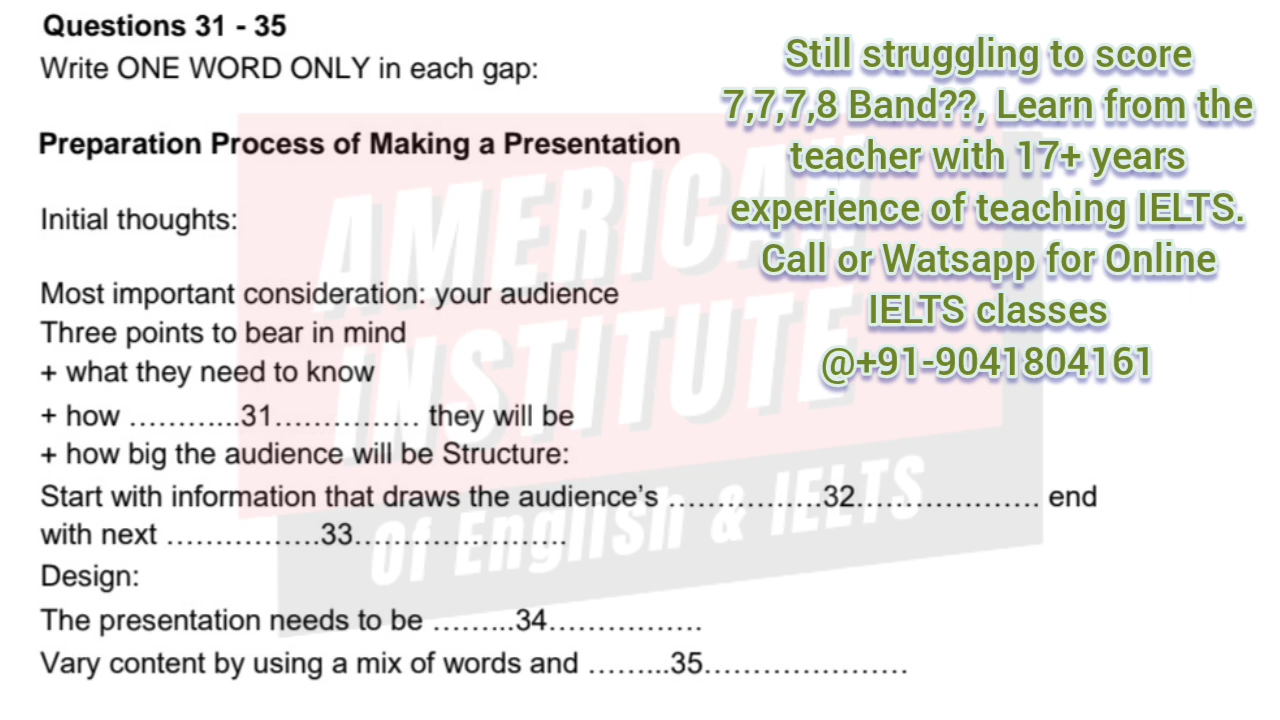 Questions 31 - 35
Write ONE WORD ONLY in each gap:
Preparation Process of Making a Presentation
Initial thoughts:
Most important consideration: your audience
Three points to bear in mind
+ what they need to know
+ how ………...31…………… they will be
+ how big the audience will be Structure:
Start with information that draws the audience’s ……………..32………………. end
with next …………….33…………………..
Design:
The presentation needs to be ……...34…………….
Vary content by using a mix of words and ……...35………………….
Still struggling to score
7,7,7,8 Band??, Learn from the
teacher with 17+ years
experience of teaching IELTS.
Call or Watsapp for Online
IELTS classes
@+91-9041804161
AMERICAN
INSTITUTE
Of English & IELTS